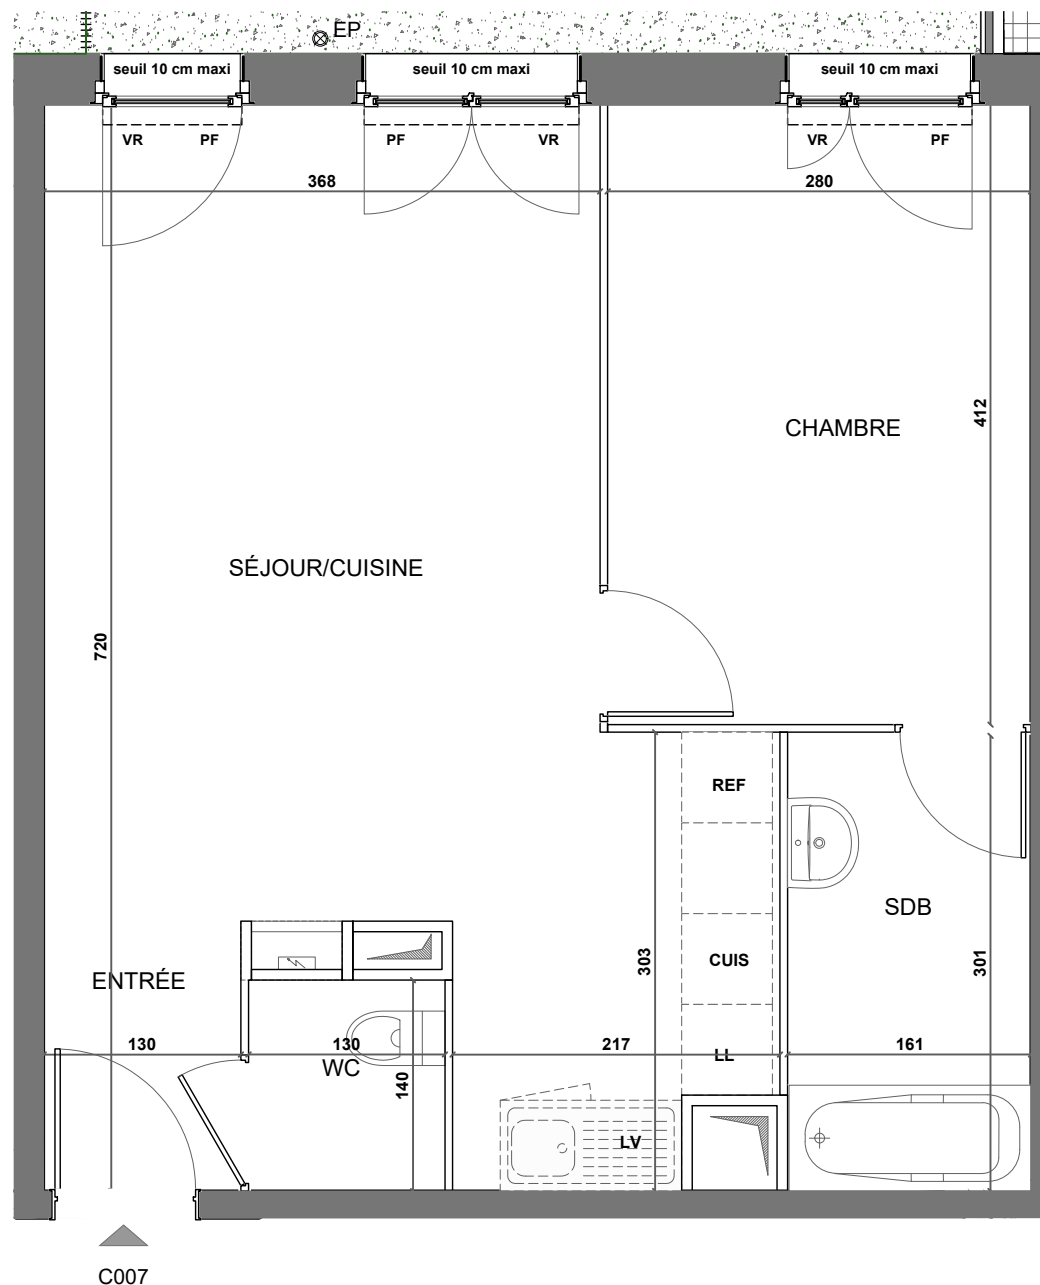 EP
seuil 10 cm maxi
seuil 10 cm maxi
seuil 10 cm maxi
VR
PF
PF
VR
VR
PF
368
280
412
CHAMBRE
SÉJOUR/CUISINE
720
REF
SDB
CUIS
303
301
ENTRÉE
130
130
217
161
LL
WC
140
LV
C007